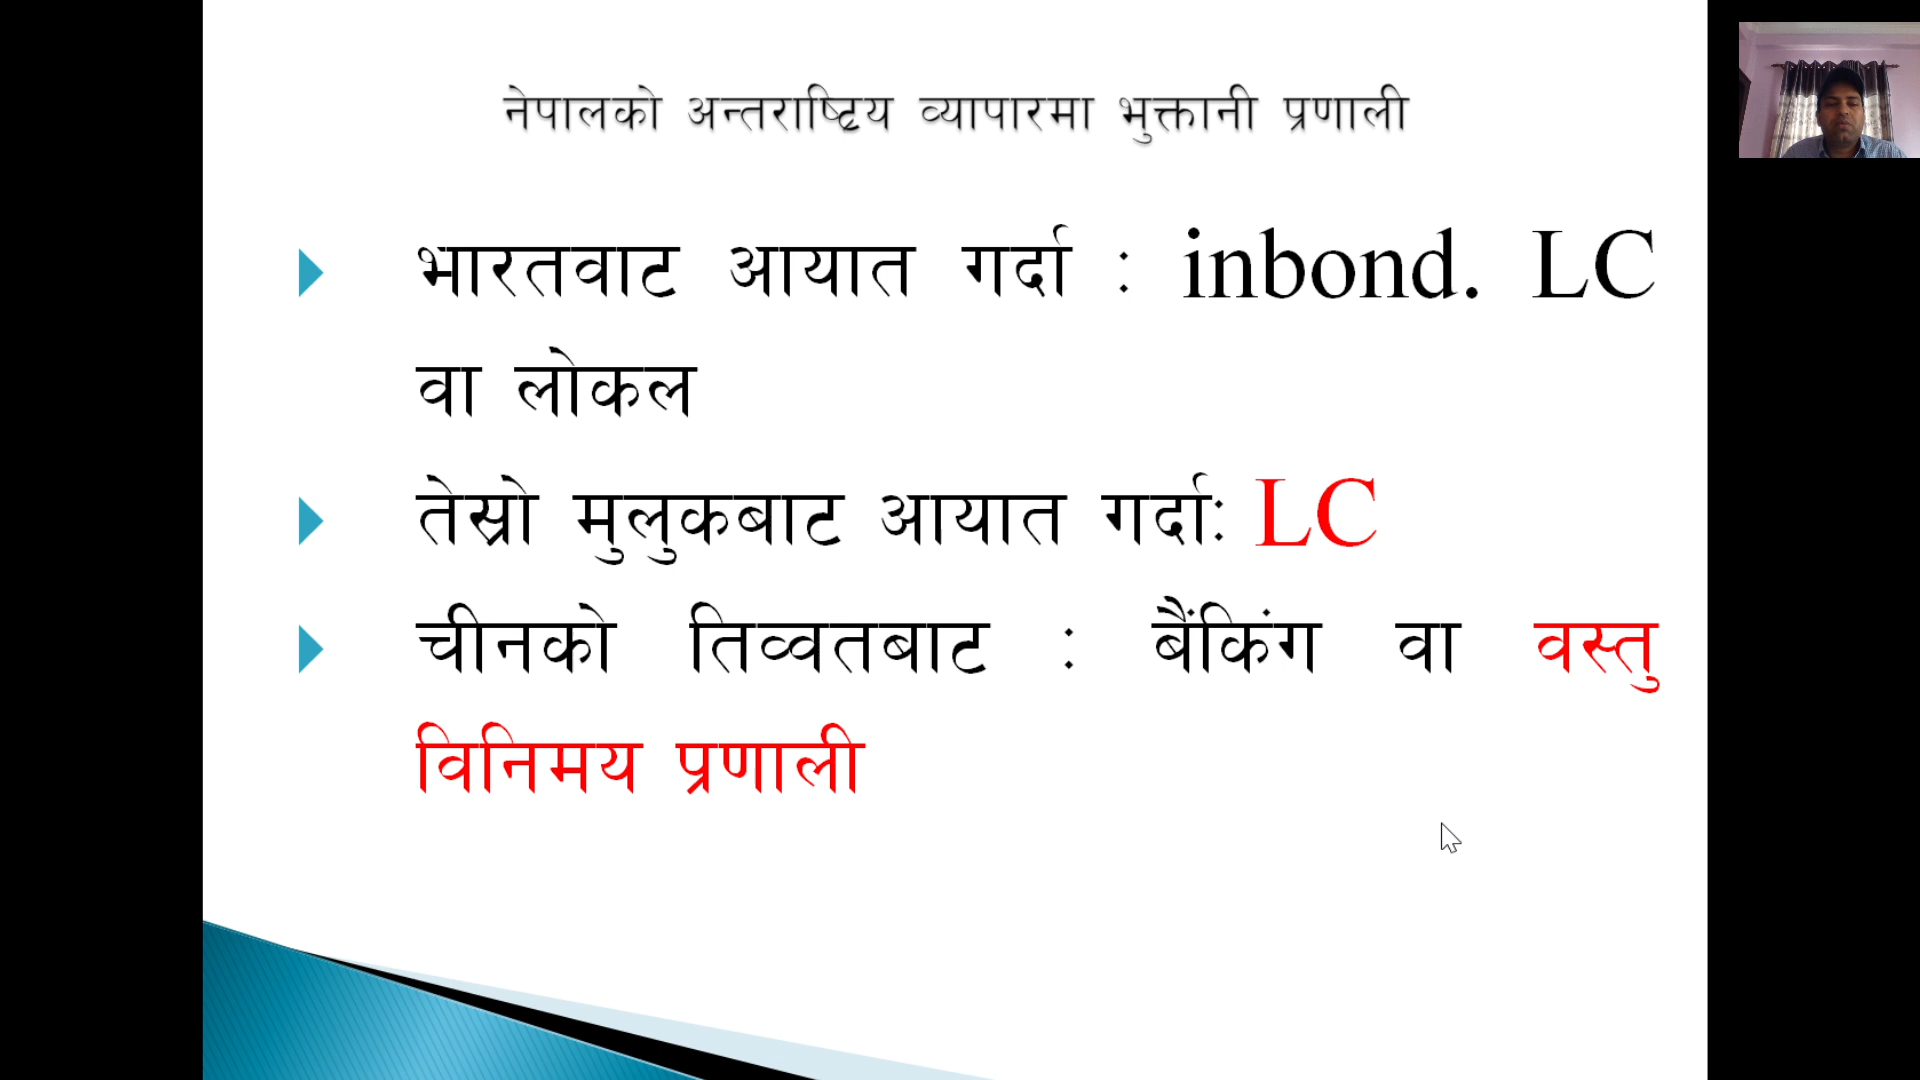 नेपालको अन्तराष्ट्रिय व्यापारमा भुक्तानी प्रणाली
भारतवाट आयात गर्दा : inbond. LC
वा लोकल
तेस्रो मुलुकबाट आयात गर्दाः LC
चीनको तिव्वतबाट : बैंकिंग वा वस्तु
विनिमय प्रणाली